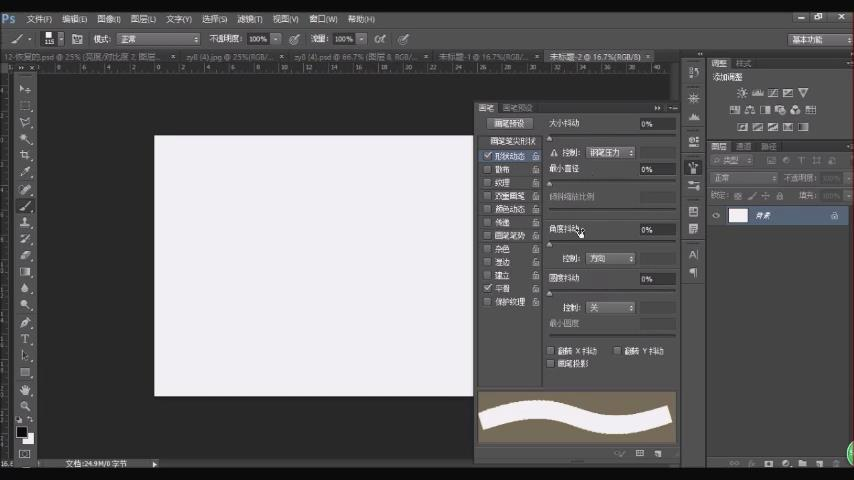 Ps 文件(F) 编辑(E) 图像(I) 图层(L) 文字(Y) 选择(S) 滤镜(T) 视图(V) 窗口(W) 帮助(H)
115 模式: 正常 不透明度: 100% 流量: 100% 基本功能
12-恢复的.psd @ 25% (亮度/对比度 2, 图层... × zy8 (4).jpg @ 25%(RGB/... × zy8 (4).psd @ 66.7% (图层 8, RGB/... × 未标题-1 @ 16.7%(RGB/... × 未标题-2 @ 16.7%(RGB/8) ×
调整 样式
添加调整
画笔 画笔预设
画笔预设 大小抖动 0%
画笔笔尖形状
形状动态 控制: 钢笔压力
散布 最小直径 0%
纹理
双重画笔 倾斜缩放比例
颜色动态
传递 角度抖动 0%
画笔笔势
杂色
湿边 控制: 方向
建立 圆度抖动 0%
平滑
保护纹理 控制: 关
最小圆度
翻转 X 抖动 翻转 Y 抖动
画笔投影
图层 通道 路径
类型
正常 不透明度: 100%
锁定: 填充: 100%
背景
文档:24.9M/0 字节